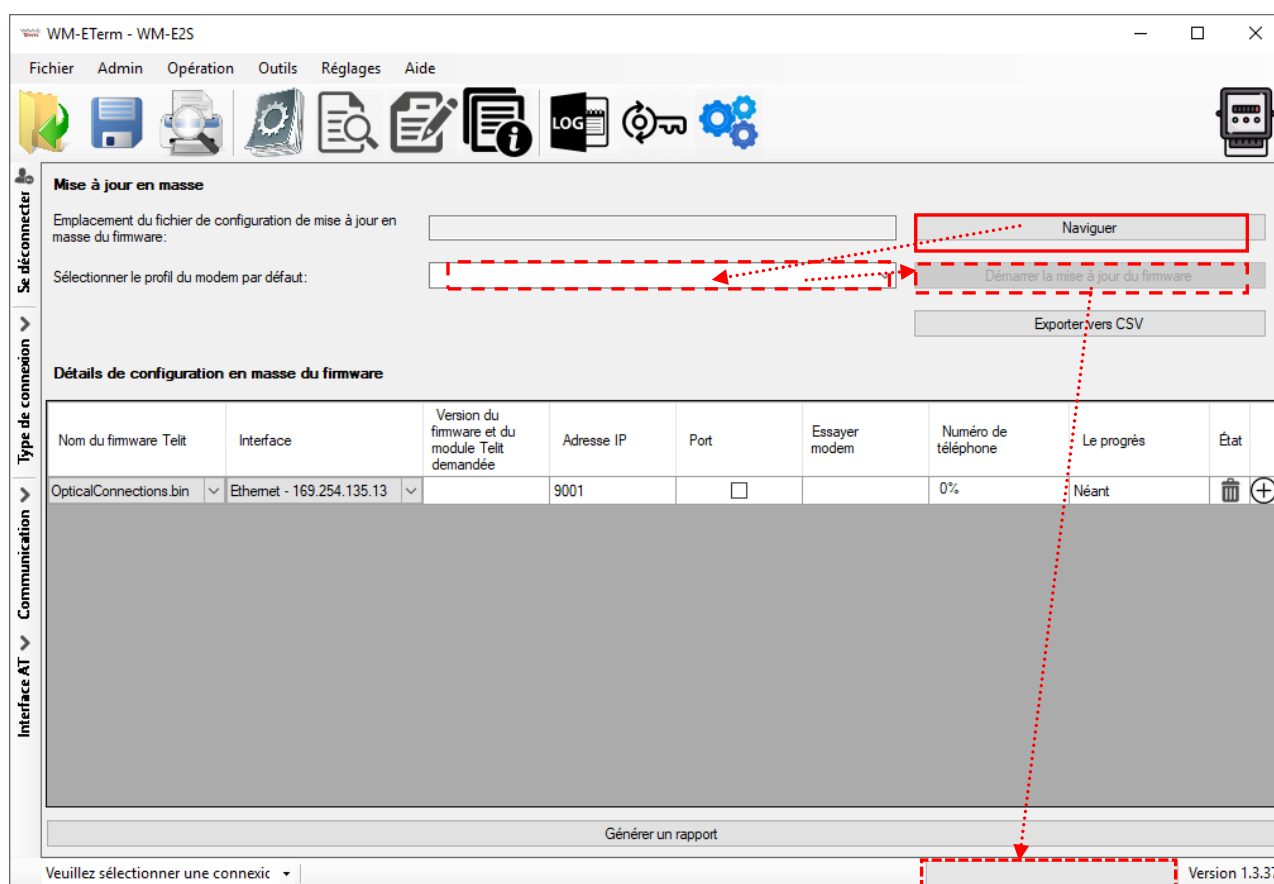 WM-ETerm - WM-E2S
Fichier Admin Opération Outils Réglages Aide
LOG
Se déconnecter
Type de connexion
Communication
Interface AT
Mise à jour en masse
Emplacement du fichier de configuration de mise à jour en
masse du firmware:
Naviguer
Sélectionner le profil du modem par défaut:
Démarrer la mise à jour du firmware
Exporter vers CSV
Détails de configuration en masse du firmware
Nom du firmware Telit
Interface
Version du
firmware et du
module Telit
demandée
Adresse IP
Port
Essayer
modem
Numéro de
téléphone
Le progrès
État
OpticalConnections.bin
Ethernet - 169.254.135.13
9001
0%
Néant
Générer un rapport
Veuillez sélectionner une connexic
Version 1.3.37